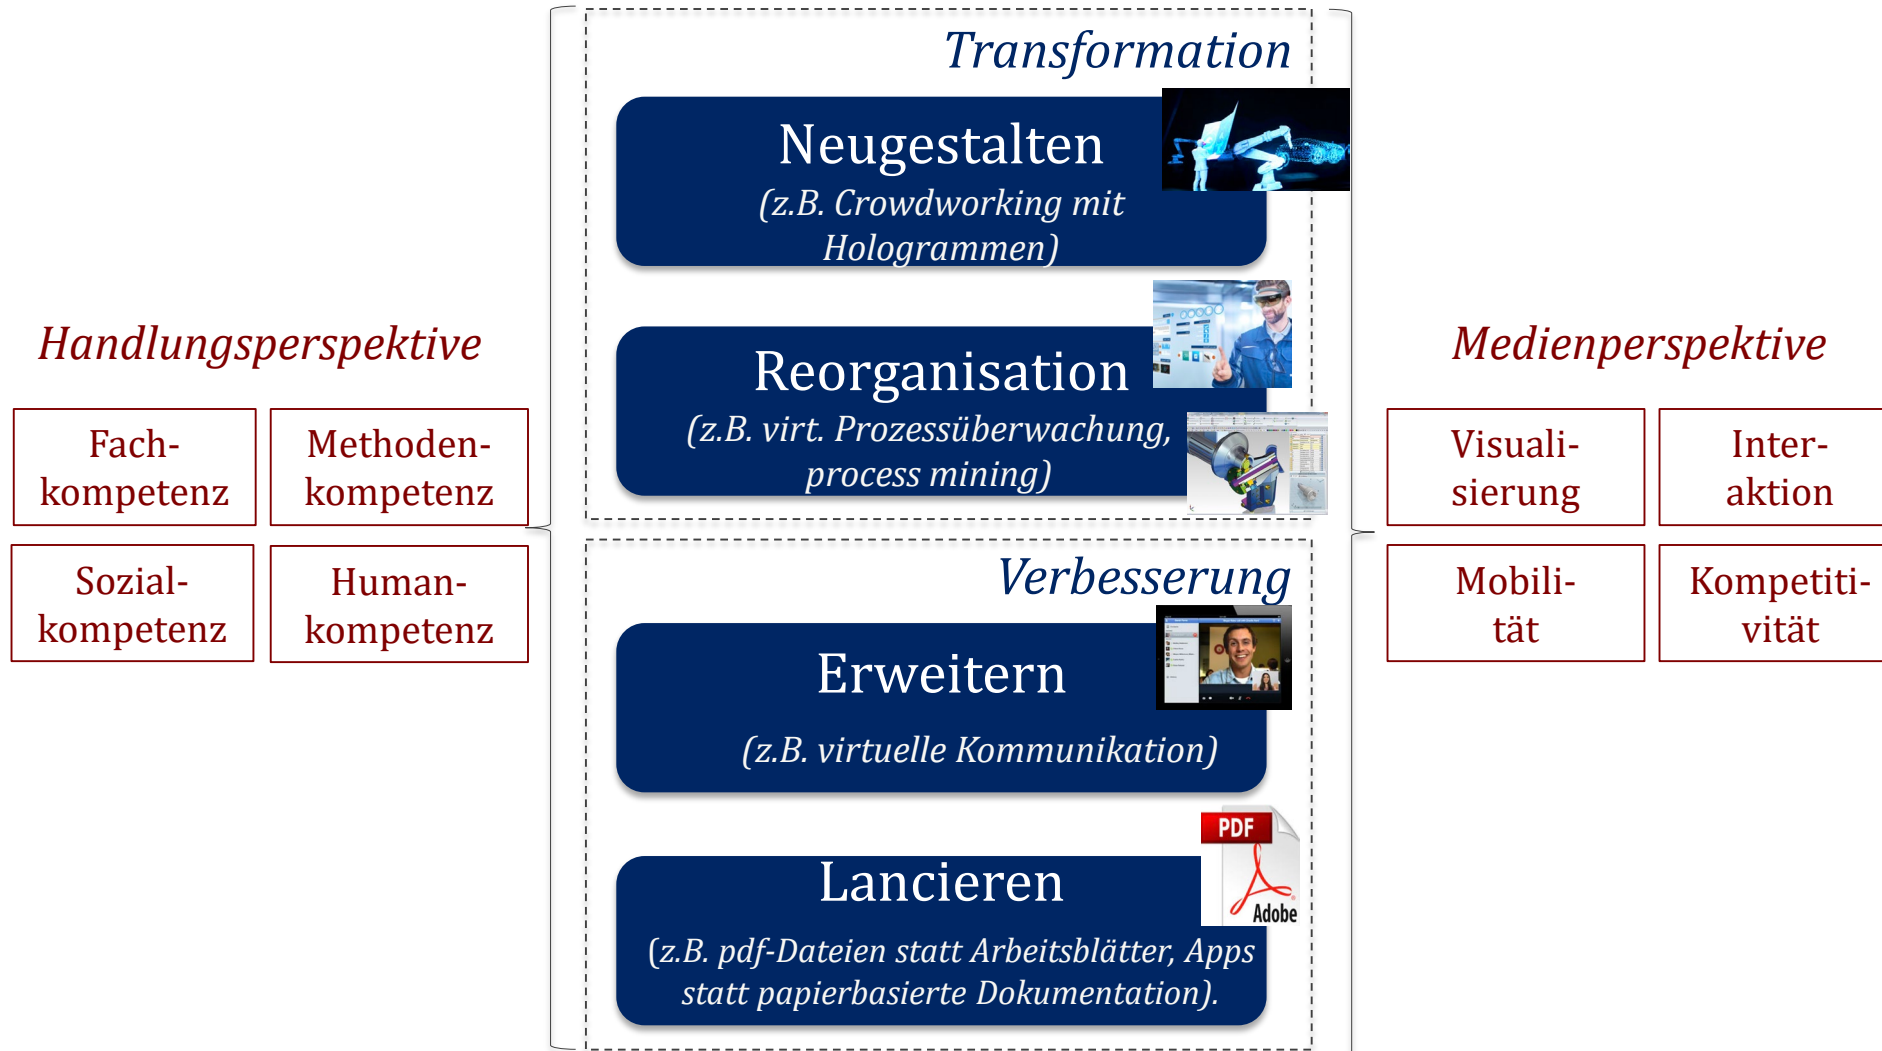 Transformation
Neugestalten
(z.B. Crowdworking mit
Hologrammen)
Handlungsperspektive
Fach-
kompetenz
Methoden-
kompetenz
Sozial-
kompetenz
Human-
kompetenz
Reorganisation
(z.B. virt. Prozessüberwachung,
process mining)
Medienperspektive
Visuali-
sierung
Inter-
aktion
Mobili-
tät
Kompetiti-
vität
Verbesserung
Erweitern
(z.B. virtuelle Kommunikation)
PDF
Adobe
Lancieren
(z.B. pdf-Dateien statt Arbeitsblätter, Apps
statt papierbasierte Dokumentation).